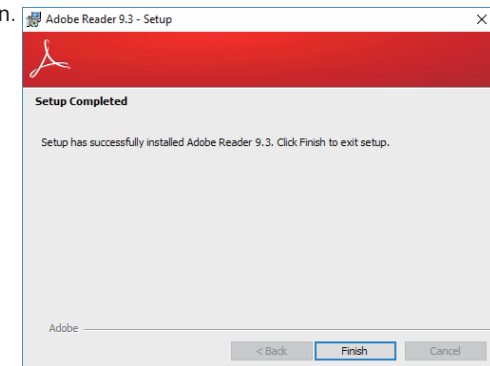 n.
Adobe Reader 9.3 - Setup
Setup Completed
Setup has successfully installed Adobe Reader 9.3. Click Finish to exit setup.
Adobe
< Back Finish Cancel